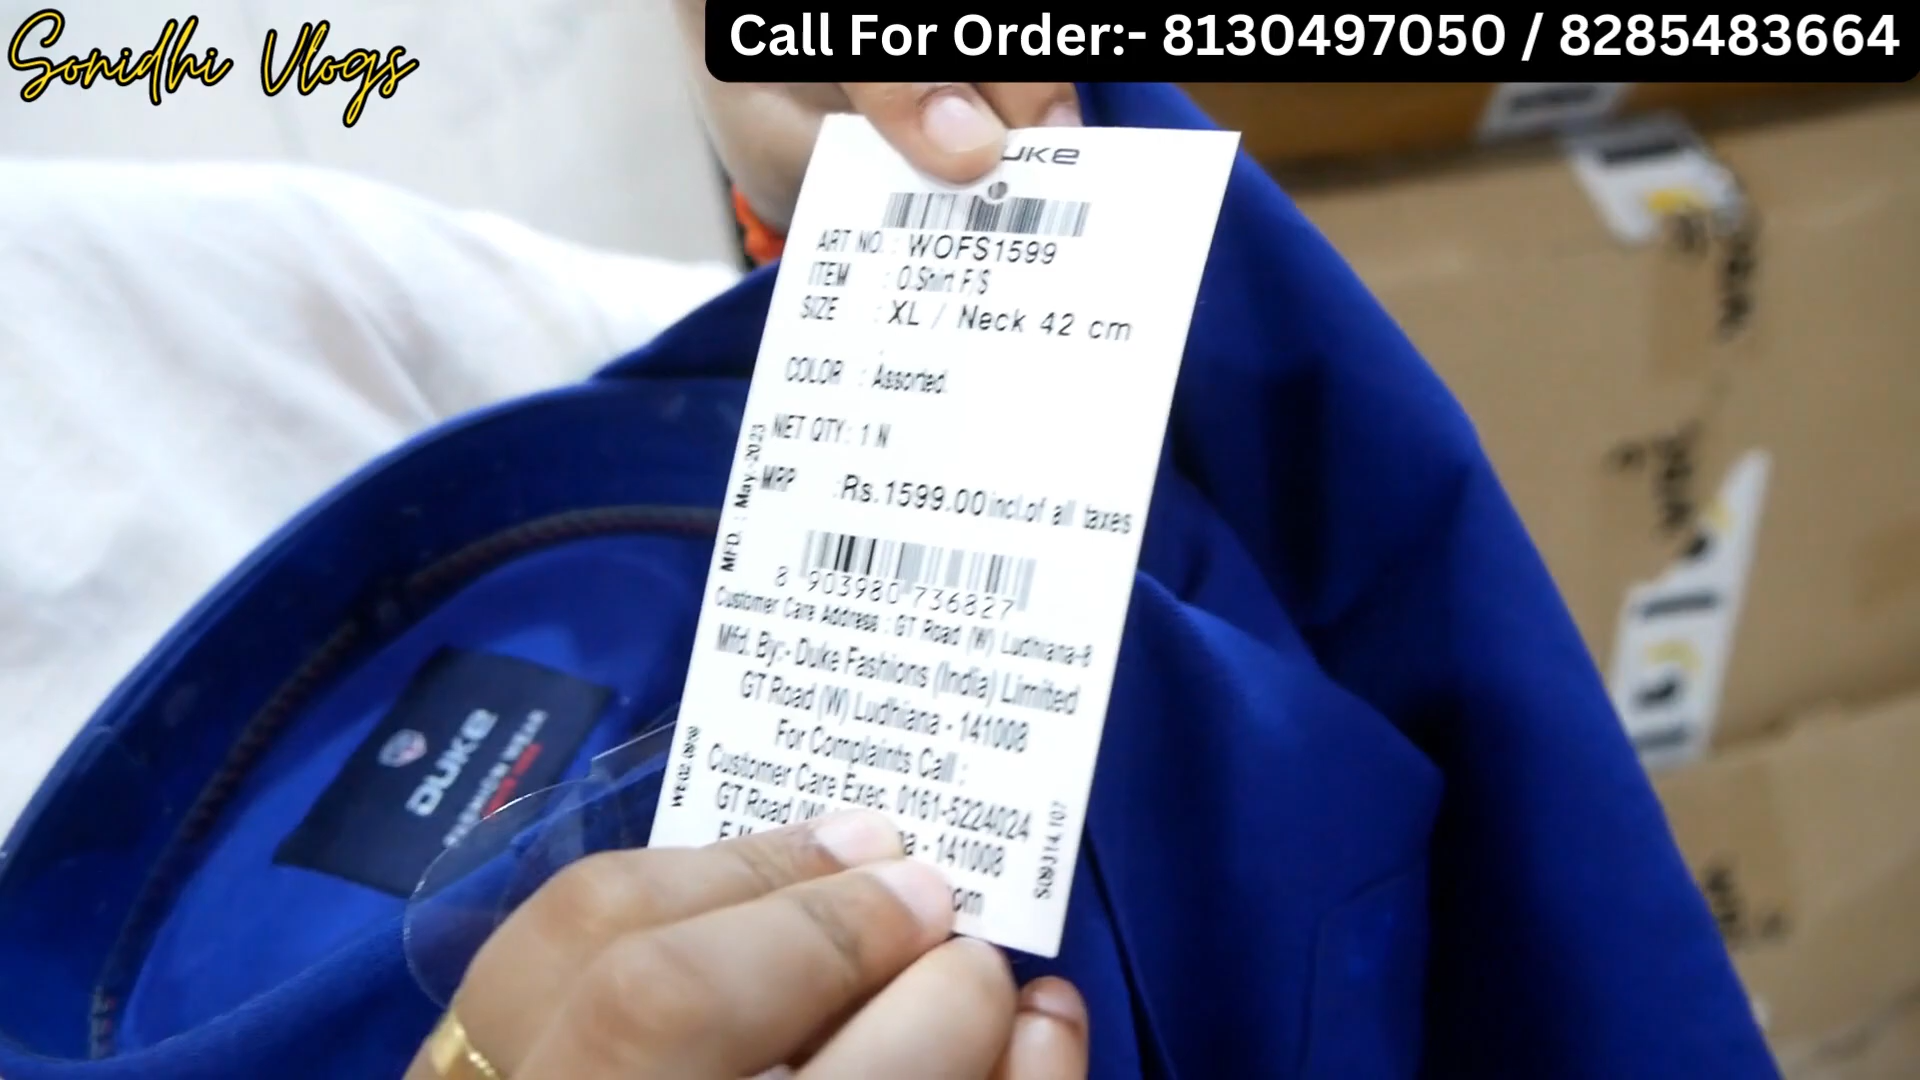 Sonidhi Vlogs
Call For Order:- 8130497050 / 8285483664
UKE
ART NO. : WOFS1599
ITEM : O.Shirt F/S
SIZE : XL / Neck 42 cm
COLOR : Assorted.
NET QTY : 1 N
MRP : Rs.1599.00 incl.of all taxes
MFD. : May-2023
8 903980 736827
Customer Care Address : GT Road (W) Ludhiana-8
Mfd. By:- Duke Fashions (India) Limited
GT Road (W) Ludhiana - 141008
For Complaints Call :
Customer Care Exec. 0161-5224024
GT Road (W) na - 141008
om
DUKE